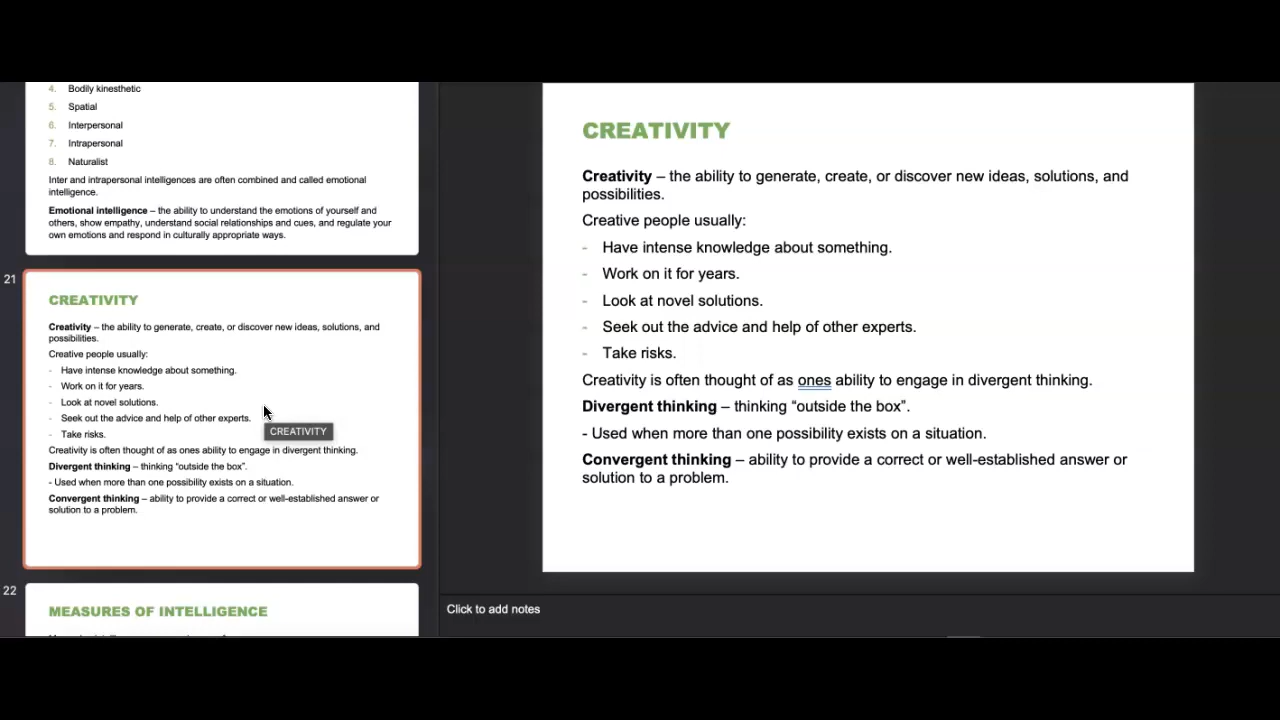 4. Bodily kinesthetic
5. Spatial
6. Interpersonal
7. Intrapersonal
8. Naturalist
Inter and intrapersonal intelligences are often combined and called emotional
intelligence.
Emotional intelligence – the ability to understand the emotions of yourself and
others, show empathy, understand social relationships and cues, and regulate your
own emotions and respond in culturally appropriate ways.
21
CREATIVITY
Creativity – the ability to generate, create, or discover new ideas, solutions, and
possibilities.
Creative people usually:
- Have intense knowledge about something.
- Work on it for years.
- Look at novel solutions.
- Seek out the advice and help of other experts.
- Take risks.
Creativity is often thought of as ones ability to engage in divergent thinking.
Divergent thinking – thinking “outside the box”.
- Used when more than one possibility exists on a situation.
Convergent thinking – ability to provide a correct or well-established answer or
solution to a problem.
CREATIVITY
22
MEASURES OF INTELLIGENCE
CREATIVITY
Creativity – the ability to generate, create, or discover new ideas, solutions, and
possibilities.
Creative people usually:
- Have intense knowledge about something.
- Work on it for years.
- Look at novel solutions.
- Seek out the advice and help of other experts.
- Take risks.
Creativity is often thought of as ones ability to engage in divergent thinking.
Divergent thinking – thinking “outside the box”.
- Used when more than one possibility exists on a situation.
Convergent thinking – ability to provide a correct or well-established answer or
solution to a problem.
Click to add notes